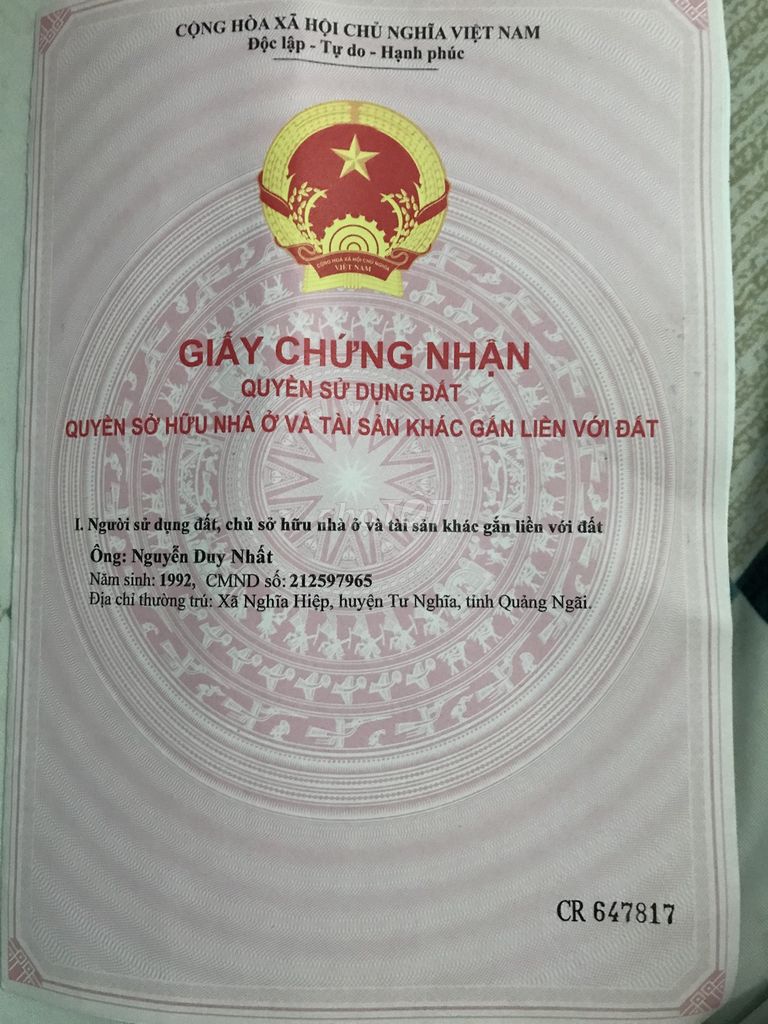 CỘNG HÒA XÃ HỘI CHỦ NGHĨA VIỆT NAM
Độc lập - Tự do - Hạnh phúc
CỘNG HÒA XÃ HỘI CHỦ NGHĨA
VIỆT NAM
GIẤY CHỨNG NHẬN
QUYỀN SỬ DỤNG ĐẤT
QUYỀN SỞ HỮU NHÀ Ở VÀ TÀI SẢN KHÁC GẮN LIỀN VỚI ĐẤT
choTỐT
I. Người sử dụng đất, chủ sở hữu nhà ở và tài sản khác gắn liền với đất
Ông: Nguyễn Duy Nhất
Năm sinh: 1992, CMND số: 212597965
Địa chỉ thường trú: Xã Nghĩa Hiệp, huyện Tư Nghĩa, tỉnh Quảng Ngãi.
CR 647817